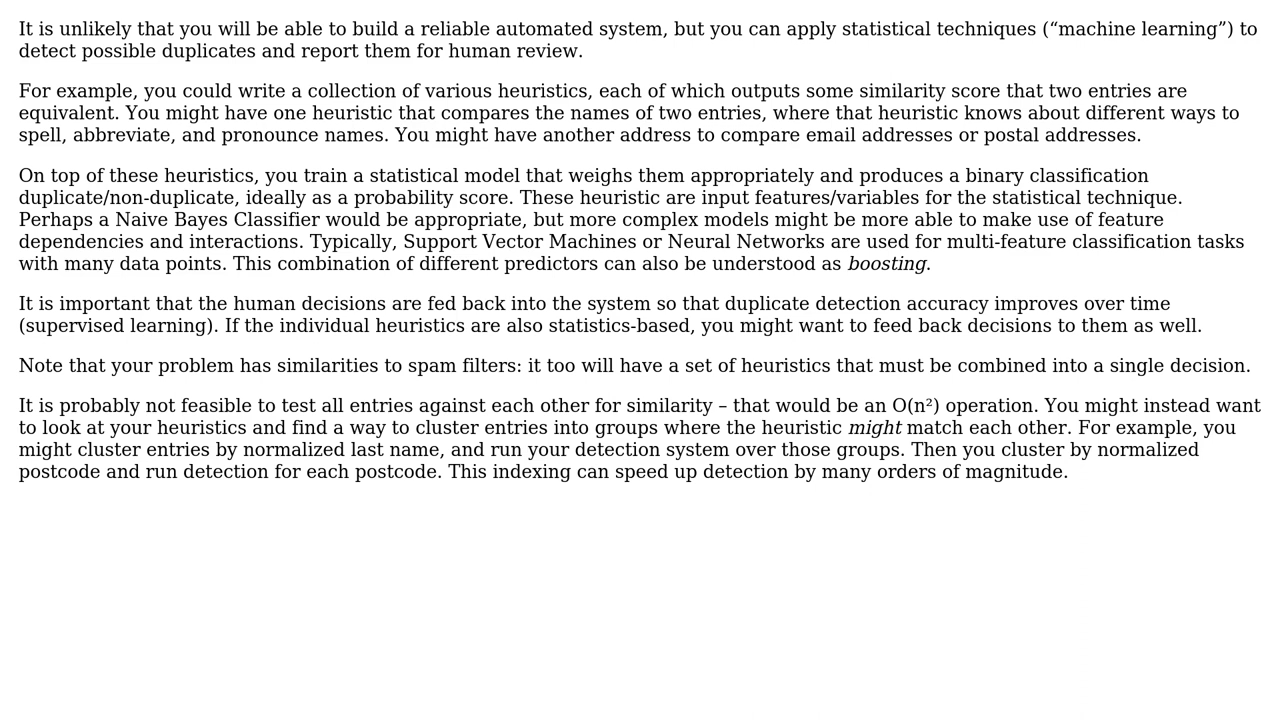 It is unlikely that you will be able to build a reliable automated system, but you can apply statistical techniques (“machine learning”) to
detect possible duplicates and report them for human review.
For example, you could write a collection of various heuristics, each of which outputs some similarity score that two entries are
equivalent. You might have one heuristic that compares the names of two entries, where that heuristic knows about different ways to
spell, abbreviate, and pronounce names. You might have another address to compare email addresses or postal addresses.
On top of these heuristics, you train a statistical model that weighs them appropriately and produces a binary classification
duplicate/non-duplicate, ideally as a probability score. These heuristic are input features/variables for the statistical technique.
Perhaps a Naive Bayes Classifier would be appropriate, but more complex models might be more able to make use of feature
dependencies and interactions. Typically, Support Vector Machines or Neural Networks are used for multi-feature classification tasks
with many data points. This combination of different predictors can also be understood as boosting.
It is important that the human decisions are fed back into the system so that duplicate detection accuracy improves over time
(supervised learning). If the individual heuristics are also statistics-based, you might want to feed back decisions to them as well.
Note that your problem has similarities to spam filters: it too will have a set of heuristics that must be combined into a single decision.
It is probably not feasible to test all entries against each other for similarity – that would be an O(n²) operation. You might instead want
to look at your heuristics and find a way to cluster entries into groups where the heuristic might match each other. For example, you
might cluster entries by normalized last name, and run your detection system over those groups. Then you cluster by normalized
postcode and run detection for each postcode. This indexing can speed up detection by many orders of magnitude.